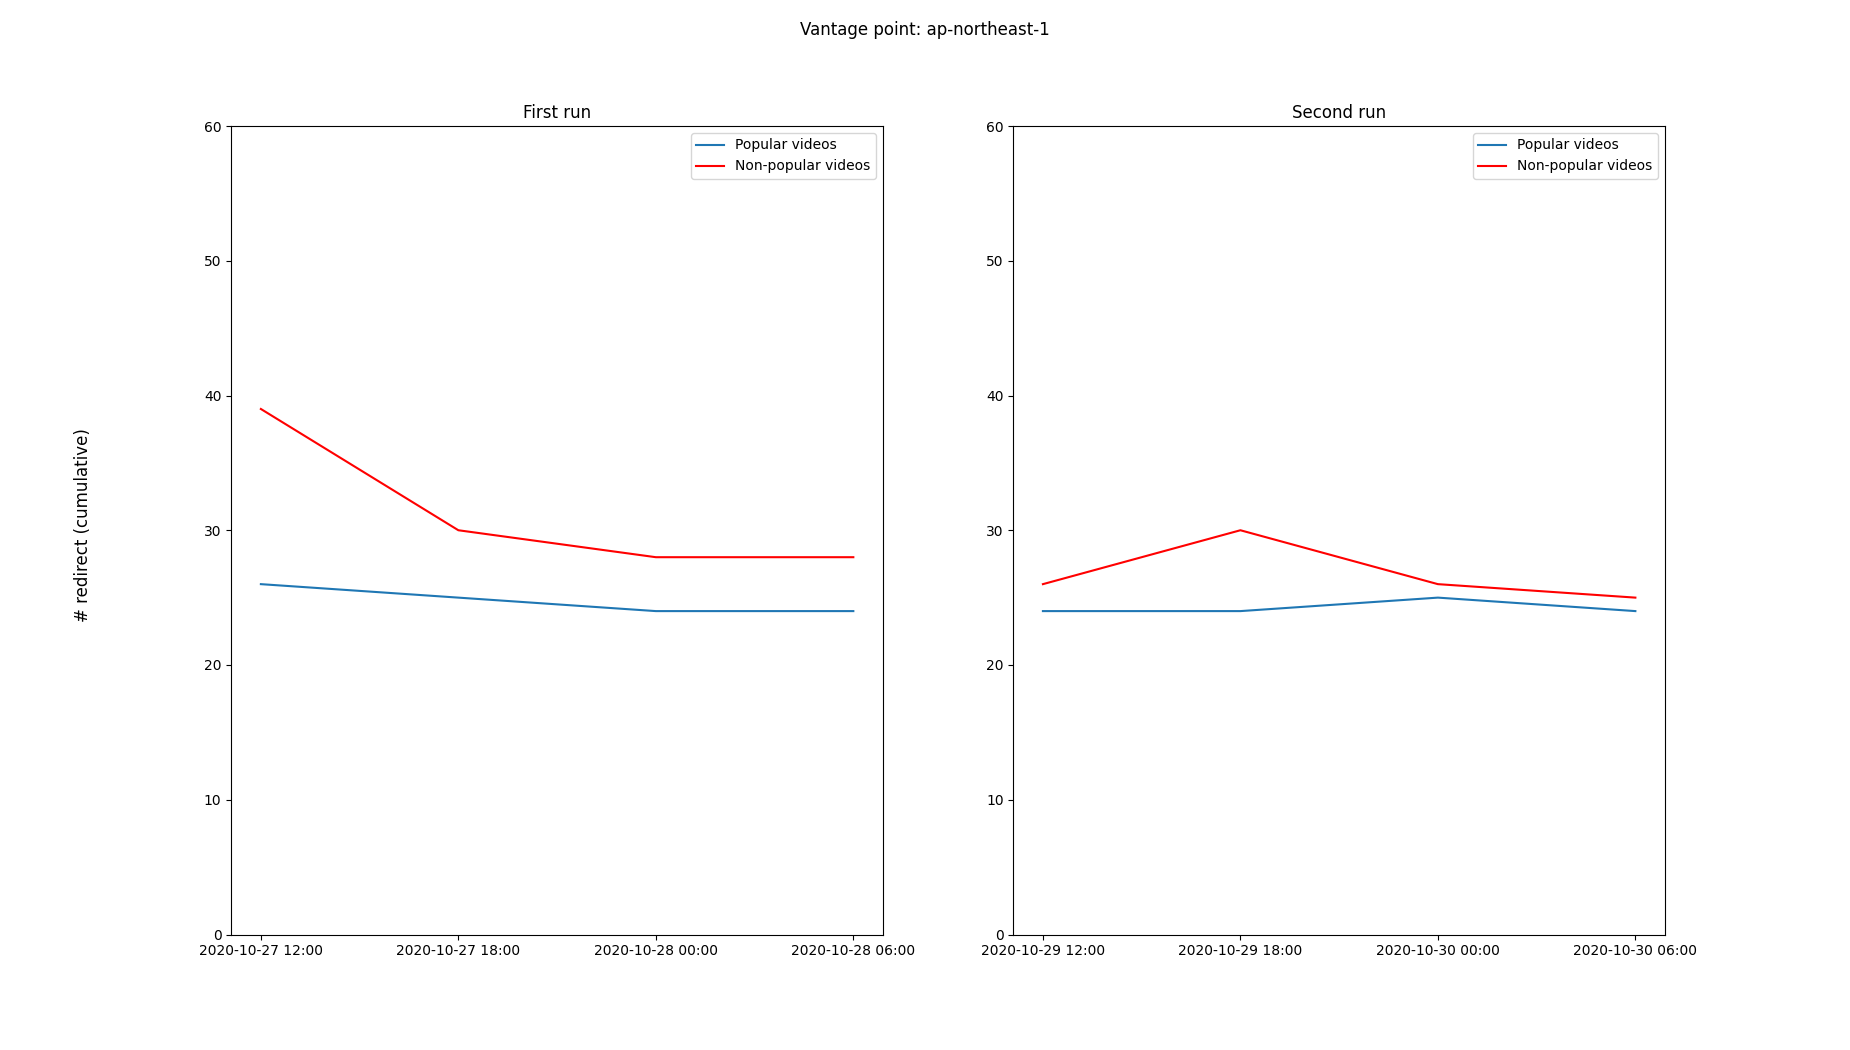 Vantage point: ap-northeast-1
# redirect (cumulative)
First run
Popular videos
Non-popular videos
60
50
40
30
20
10
0
2020-10-27 12:00 2020-10-27 18:00 2020-10-28 00:00 2020-10-28 06:00
Second run
Popular videos
Non-popular videos
60
50
40
30
20
10
0
2020-10-29 12:00 2020-10-29 18:00 2020-10-30 00:00 2020-10-30 06:00